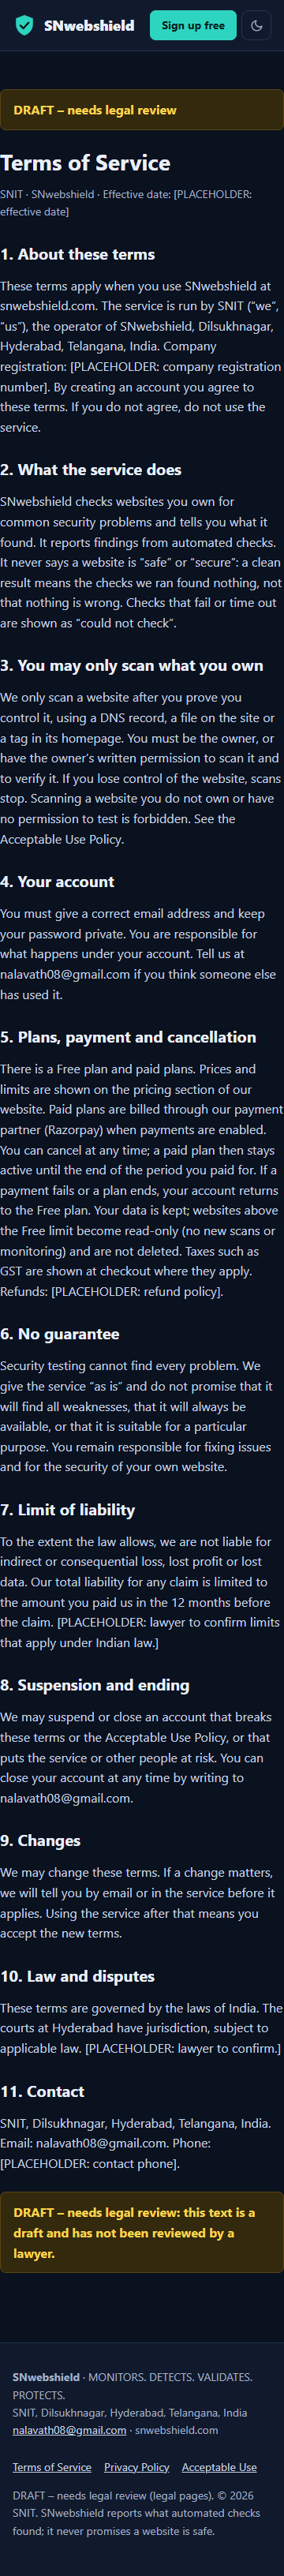 SNwebshield
Sign up free
DRAFT – needs legal review
Terms of Service
SNIT · SNwebshield · Effective date: [PLACEHOLDER:
effective date]
1. About these terms
These terms apply when you use SNwebshield at
snwebshield.com. The service is run by SNIT (“we”,
“us”), the operator of SNwebshield, Dilsukhnagar,
Hyderabad, Telangana, India. Company
registration: [PLACEHOLDER: company registration
number]. By creating an account you agree to
these terms. If you do not agree, do not use the
service.
2. What the service does
SNwebshield checks websites you own for
common security problems and tells you what it
found. It reports findings from automated checks.
It never says a website is “safe” or “secure”: a clean
result means the checks we ran found nothing, not
that nothing is wrong. Checks that fail or time out
are shown as “could not check”.
3. You may only scan what you own
We only scan a website after you prove you
control it, using a DNS record, a file on the site or
a tag in its homepage. You must be the owner, or
have the owner’s written permission to scan it and
to verify it. If you lose control of the website, scans
stop. Scanning a website you do not own or have
no permission to test is forbidden. See the
Acceptable Use Policy.
4. Your account
You must give a correct email address and keep
your password private. You are responsible for
what happens under your account. Tell us at
nalavath08@gmail.com if you think someone else
has used it.
5. Plans, payment and cancellation
There is a Free plan and paid plans. Prices and
limits are shown on the pricing section of our
website. Paid plans are billed through our payment
partner (Razorpay) when payments are enabled.
You can cancel at any time; a paid plan then stays
active until the end of the period you paid for. If a
payment fails or a plan ends, your account returns
to the Free plan. Your data is kept; websites above
the Free limit become read-only (no new scans or
monitoring) and are not deleted. Taxes such as
GST are shown at checkout where they apply.
Refunds: [PLACEHOLDER: refund policy].
6. No guarantee
Security testing cannot find every problem. We
give the service “as is” and do not promise that it
will find all weaknesses, that it will always be
available, or that it is suitable for a particular
purpose. You remain responsible for fixing issues
and for the security of your own website.
7. Limit of liability
To the extent the law allows, we are not liable for
indirect or consequential loss, lost profit or lost
data. Our total liability for any claim is limited to
the amount you paid us in the 12 months before
the claim. [PLACEHOLDER: lawyer to confirm limits
that apply under Indian law.]
8. Suspension and ending
We may suspend or close an account that breaks
these terms or the Acceptable Use Policy, or that
puts the service or other people at risk. You can
close your account at any time by writing to
nalavath08@gmail.com.
9. Changes
We may change these terms. If a change matters,
we will tell you by email or in the service before it
applies. Using the service after that means you
accept the new terms.
10. Law and disputes
These terms are governed by the laws of India. The
courts at Hyderabad have jurisdiction, subject to
applicable law. [PLACEHOLDER: lawyer to confirm.]
11. Contact
SNIT, Dilsukhnagar, Hyderabad, Telangana, India.
Email: nalavath08@gmail.com. Phone:
[PLACEHOLDER: contact phone].
DRAFT – needs legal review: this text is a
draft and has not been reviewed by a
lawyer.
SNwebshield · MONITORS. DETECTS. VALIDATES.
PROTECTS.
SNIT, Dilsukhnagar, Hyderabad, Telangana, India
nalavath08@gmail.com · snwebshield.com
Terms of Service Privacy Policy Acceptable Use
DRAFT – needs legal review (legal pages). © 2026
SNIT. SNwebshield reports what automated checks
found; it never promises a website is safe.